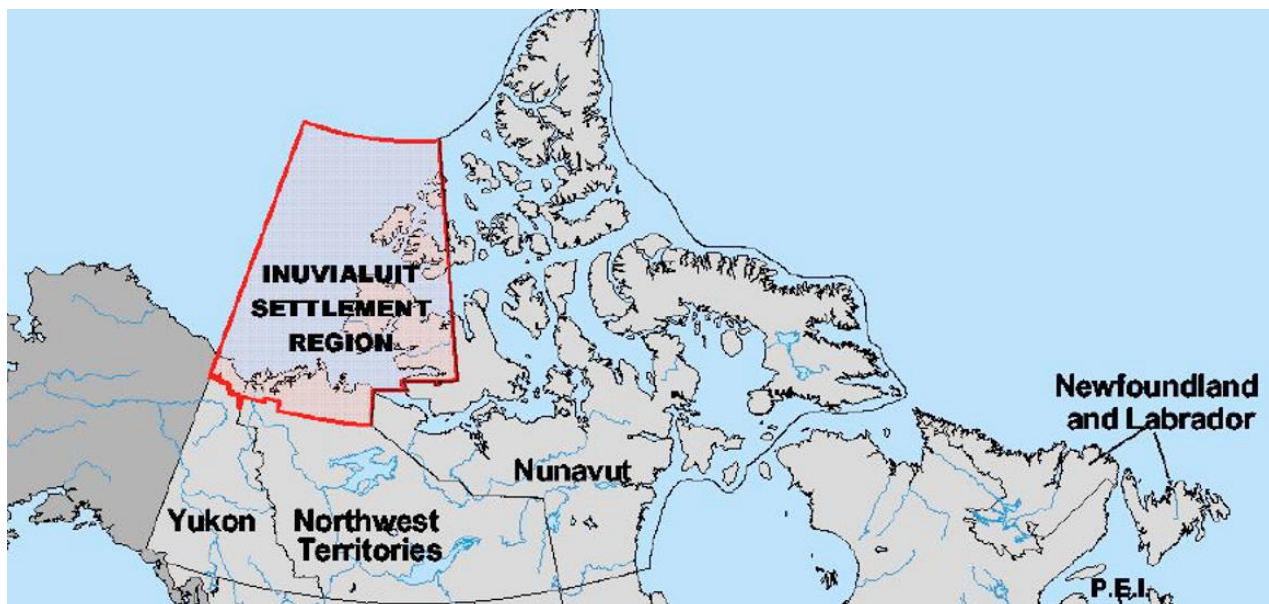 INUVIALUIT
SETTLEMENT
REGION
Newfoundland
and Labrador
Nunavut
Yukon
Northwest
Territories
P.E.I.